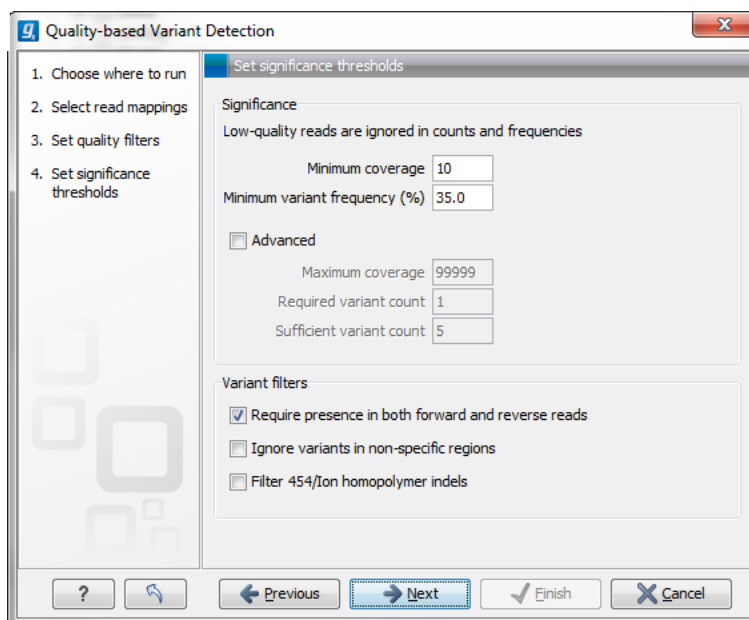 Quality-based Variant Detection
1. Choose where to run
2. Select read mappings
3. Set quality filters
4. Set significance
thresholds
Set significance thresholds
Significance
Low-quality reads are ignored in counts and frequencies
Minimum coverage 10
Minimum variant frequency (%) 35.0
Advanced
Maximum coverage 99999
Required variant count 1
Sufficient variant count 5
Variant filters
Require presence in both forward and reverse reads
Ignore variants in non-specific regions
Filter 454/Ion homopolymer indels
? Previous Next Finish Cancel